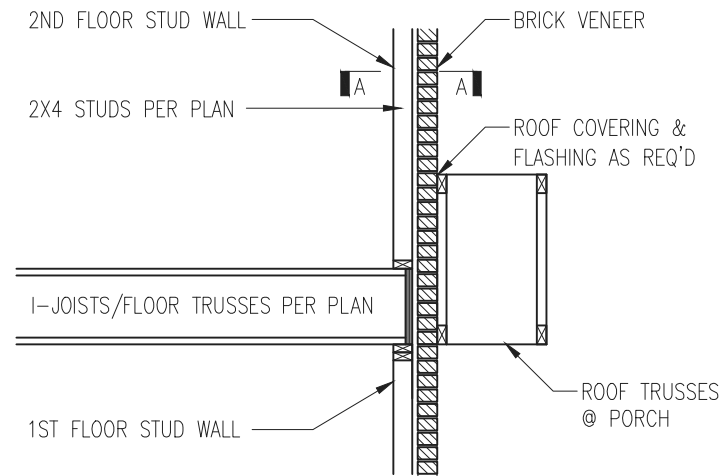 2ND FLOOR STUD WALL
BRICK VENEER
A
A
2X4 STUDS PER PLAN
ROOF COVERING &
FLASHING AS REQ'D
I-JOISTS/FLOOR TRUSSES PER PLAN
ROOF TRUSSES
@ PORCH
1ST FLOOR STUD WALL